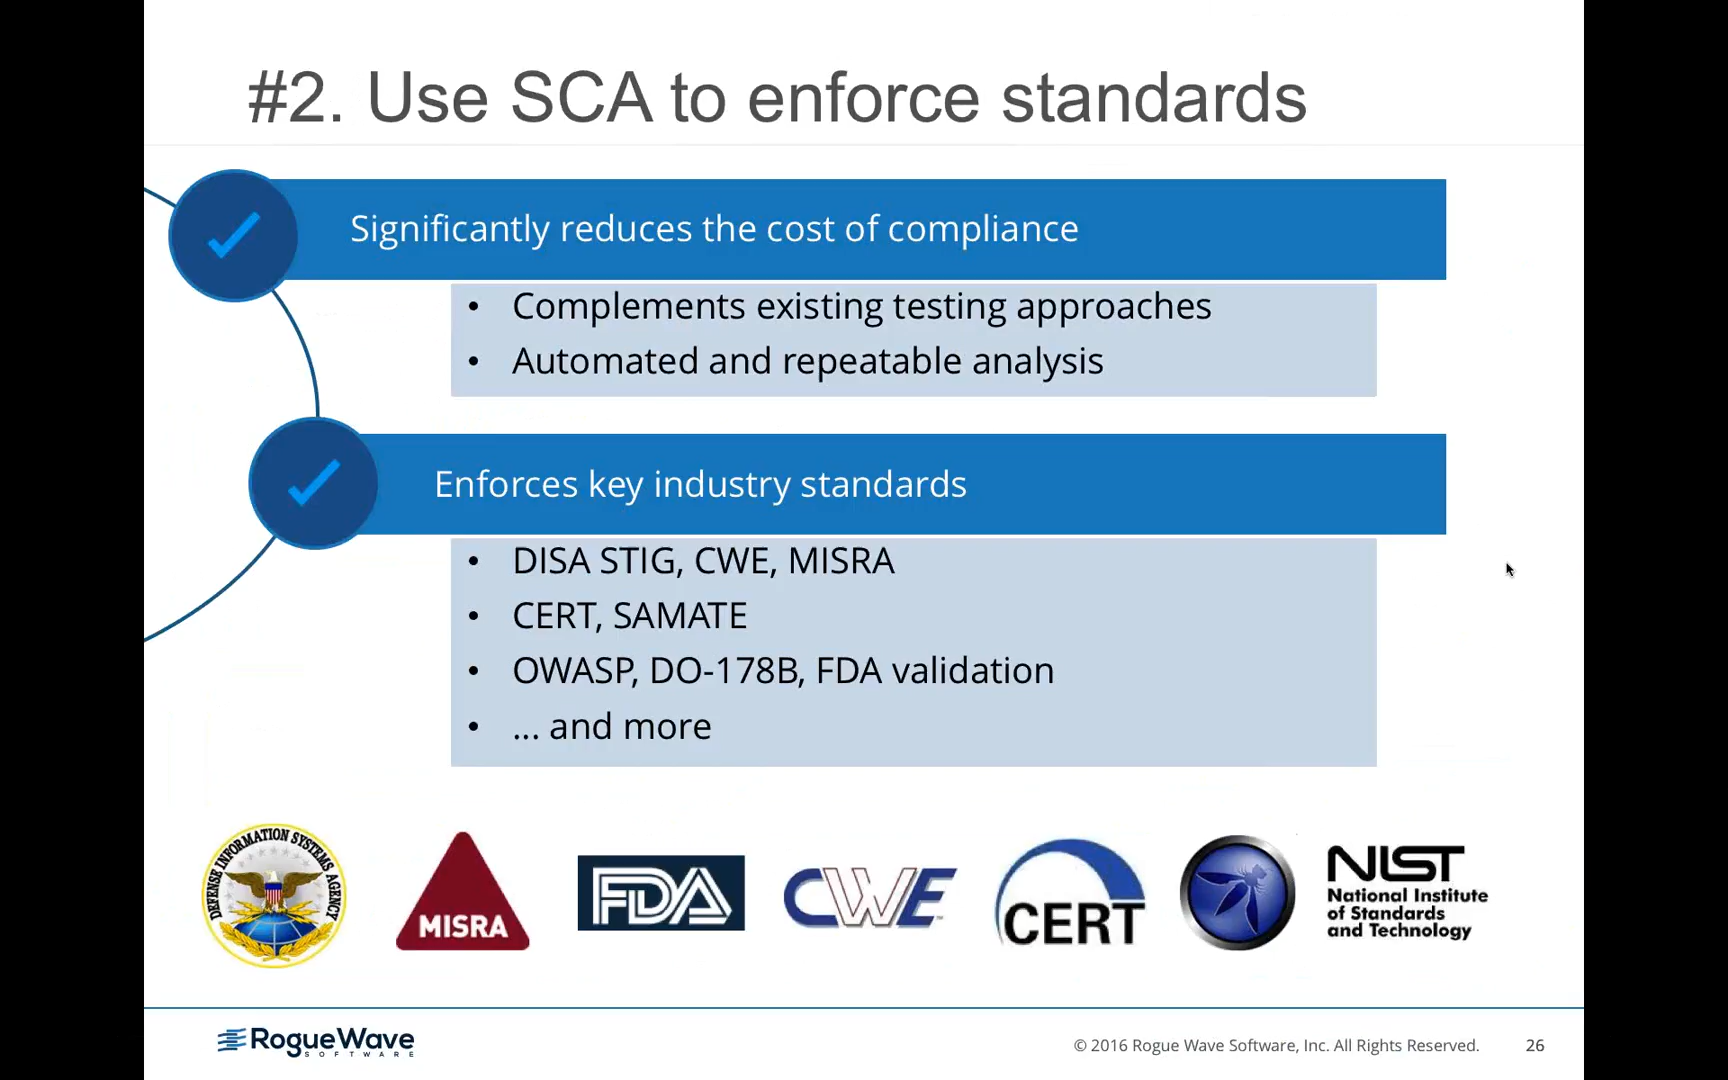 #2. Use SCA to enforce standards
Significantly reduces the cost of compliance
• Complements existing testing approaches
• Automated and repeatable analysis
Enforces key industry standards
• DISA STIG, CWE, MISRA
• CERT, SAMATE
• OWASP, DO-178B, FDA validation
• ... and more
DEFENSE INFORMATION SYSTEMS AGENCY
MISRA
FDA
CWE
CERT
NIST
National Institute
of Standards
and Technology
RogueWave
SOFTWARE
© 2016 Rogue Wave Software, Inc. All Rights Reserved.
26